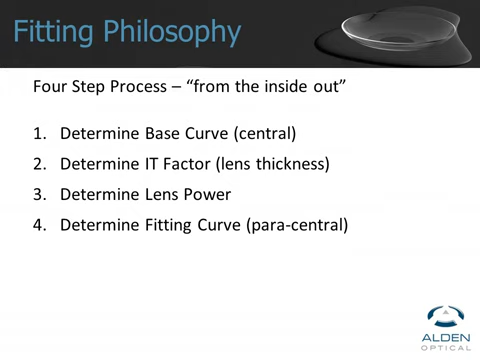 Fitting Philosophy
Four Step Process – “from the inside out”
1. Determine Base Curve (central)
2. Determine IT Factor (lens thickness)
3. Determine Lens Power
4. Determine Fitting Curve (para-central)
ALDEN
OPTICAL